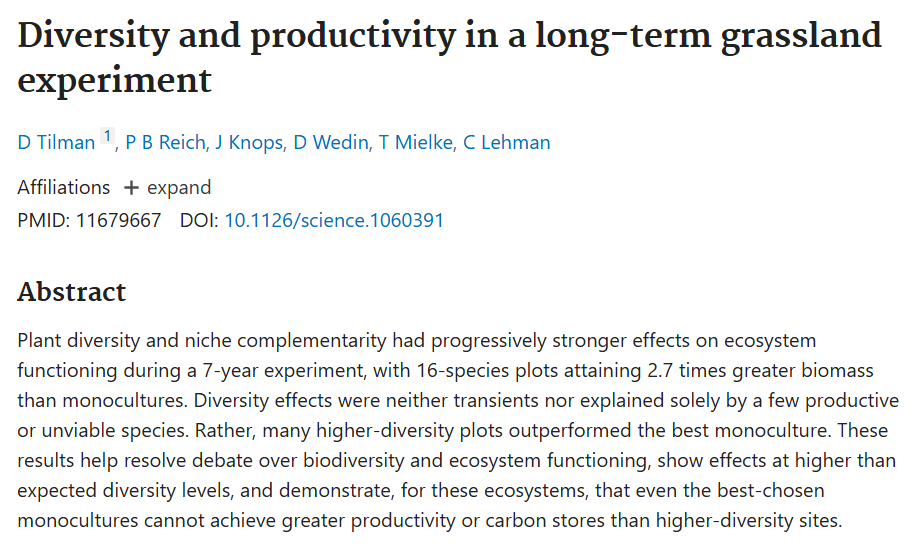 Diversity and productivity in a long-term grassland
experiment
D Tilman 1, P B Reich, J Knops, D Wedin, T Mielke, C Lehman
Affiliations + expand
PMID: 11679667 DOI: 10.1126/science.1060391
Abstract
Plant diversity and niche complementarity had progressively stronger effects on ecosystem
functioning during a 7-year experiment, with 16-species plots attaining 2.7 times greater biomass
than monocultures. Diversity effects were neither transients nor explained solely by a few productive
or unviable species. Rather, many higher-diversity plots outperformed the best monoculture. These
results help resolve debate over biodiversity and ecosystem functioning, show effects at higher than
expected diversity levels, and demonstrate, for these ecosystems, that even the best-chosen
monocultures cannot achieve greater productivity or carbon stores than higher-diversity sites.